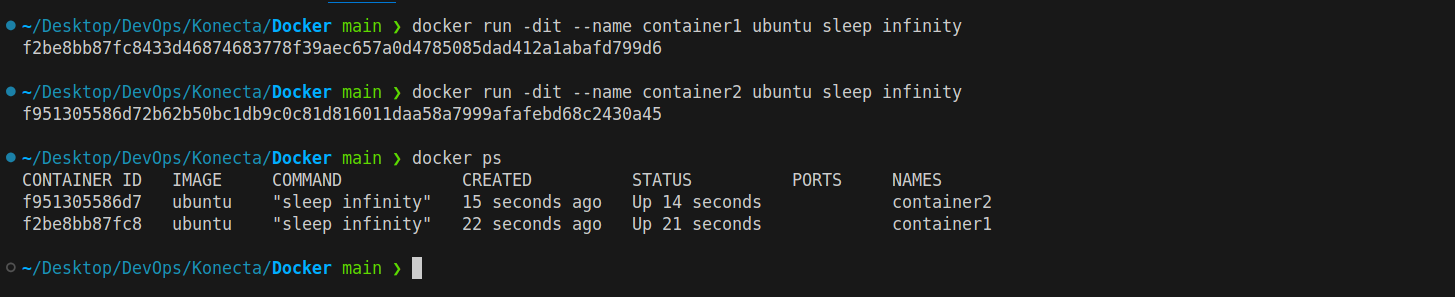 ~/Desktop/DevOps/Konecta/Docker main ❯ docker run -dit --name container1 ubuntu sleep infinity
f2be8bb87fc8433d46874683778f39aec657a0d4785085dad412a1abafd799d6
~/Desktop/DevOps/Konecta/Docker main ❯ docker run -dit --name container2 ubuntu sleep infinity
f951305586d72b62b50bc1db9c0c81d816011daa58a7999afafebd68c2430a45
~/Desktop/DevOps/Konecta/Docker main ❯ docker ps
CONTAINER ID   IMAGE     COMMAND            CREATED          STATUS          PORTS     NAMES
f951305586d7   ubuntu    "sleep infinity"   15 seconds ago   Up 14 seconds             container2
f2be8bb87fc8   ubuntu    "sleep infinity"   22 seconds ago   Up 21 seconds             container1
~/Desktop/DevOps/Konecta/Docker main ❯